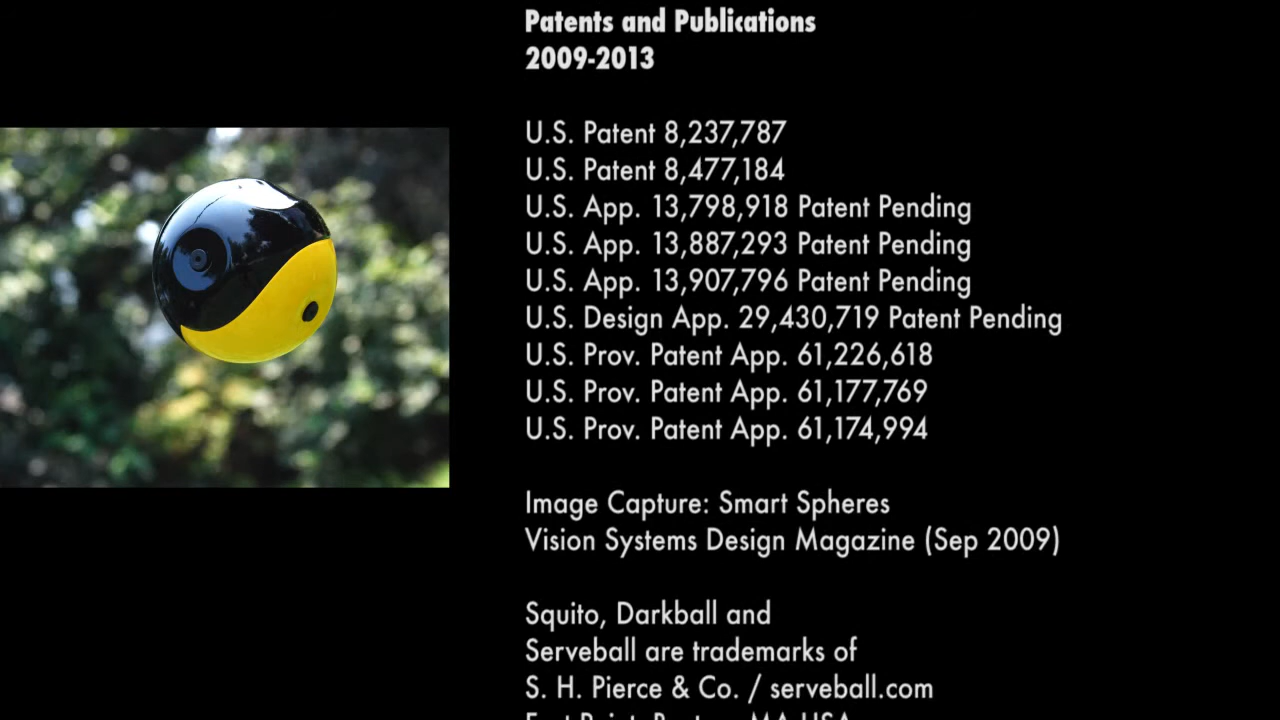 Patents and Publications
2009-2013
U.S. Patent 8,237,787
U.S. Patent 8,477,184
U.S. App. 13,798,918 Patent Pending
U.S. App. 13,887,293 Patent Pending
U.S. App. 13,907,796 Patent Pending
U.S. Design App. 29,430,719 Patent Pending
U.S. Prov. Patent App. 61,226,618
U.S. Prov. Patent App. 61,177,769
U.S. Prov. Patent App. 61,174,994
Image Capture: Smart Spheres
Vision Systems Design Magazine (Sep 2009)
Squito, Darkball and
Serveball are trademarks of
S. H. Pierce & Co. / serveball.com